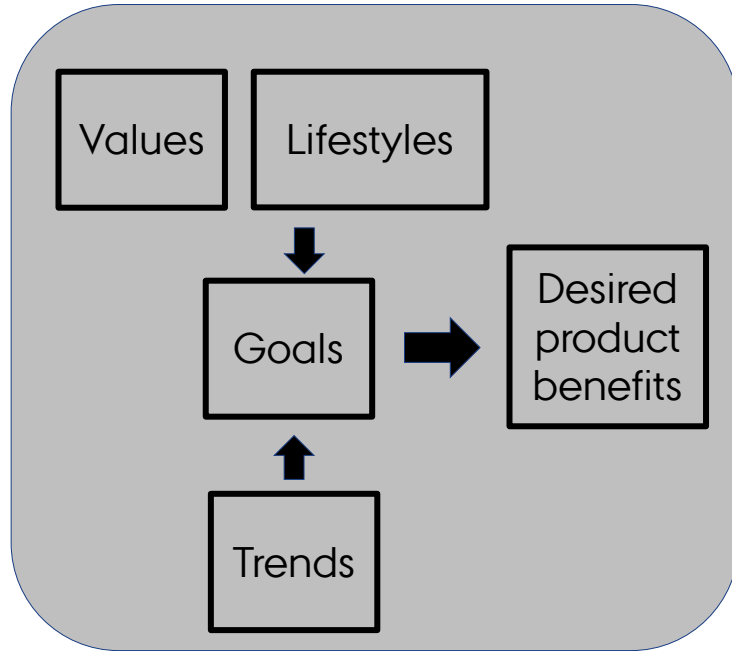 Values
Lifestyles
Goals
Desired
product
benefits
Trends